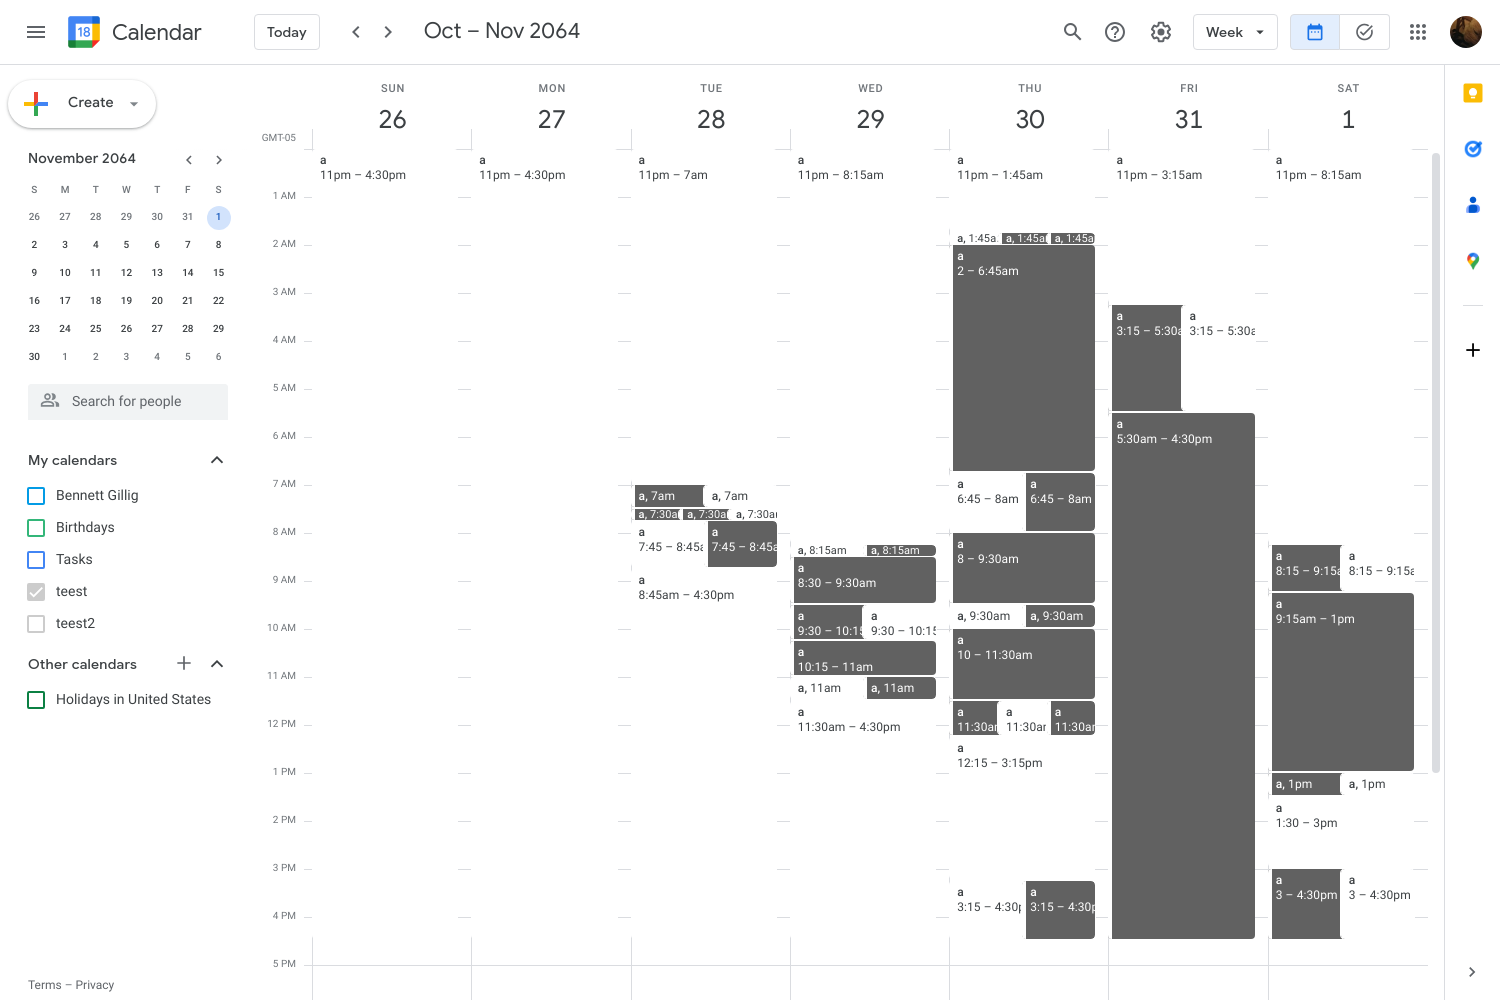 18 Calendar Today Oct – Nov 2064 Week
Create
November 2064
S M T W T F S
26 27 28 29 30 31 1
2 3 4 5 6 7 8
9 10 11 12 13 14 15
16 17 18 19 20 21 22
23 24 25 26 27 28 29
30 1 2 3 4 5 6
Search for people
My calendars
Bennett Gillig
Birthdays
Tasks
teest
teest2
Other calendars
Holidays in United States
Terms – Privacy
SUN MON TUE WED THU FRI SAT
26 27 28 29 30 31 1
GMT-05
1 AM
2 AM
3 AM
4 AM
5 AM
6 AM
7 AM
8 AM
9 AM
10 AM
11 AM
12 PM
1 PM
2 PM
3 PM
4 PM
5 PM
a
11pm – 4:30pm
a
11pm – 4:30pm
a
11pm – 7am
a, 7am
a, 7am
a, 7:30a
a, 7:30a
a, 7:30a
a
7:45 – 8:45a
a
7:45 – 8:45a
a
8:45am – 4:30pm
a
11pm – 8:15am
a, 8:15am
a, 8:15am
a
8:30 – 9:30am
a
9:30 – 10:15
a
9:30 – 10:15
a
10:15 – 11am
a, 11am
a, 11am
a
11:30am – 4:30pm
a
11pm – 1:45am
a, 1:45a
a, 1:45a
a, 1:45a
a
2 – 6:45am
a
6:45 – 8am
a
6:45 – 8am
a
8 – 9:30am
a, 9:30am
a, 9:30am
a
10 – 11:30am
a
11:30a
a
11:30a
a
11:30a
a
12:15 – 3:15pm
a
3:15 – 4:30p
a
3:15 – 4:30p
a
11pm – 3:15am
a
3:15 – 5:30a
a
3:15 – 5:30a
a
5:30am – 4:30pm
a
11pm – 8:15am
a
8:15 – 9:15a
a
8:15 – 9:15a
a
9:15am – 1pm
a, 1pm
a, 1pm
a
1:30 – 3pm
a
3 – 4:30pm
a
3 – 4:30pm